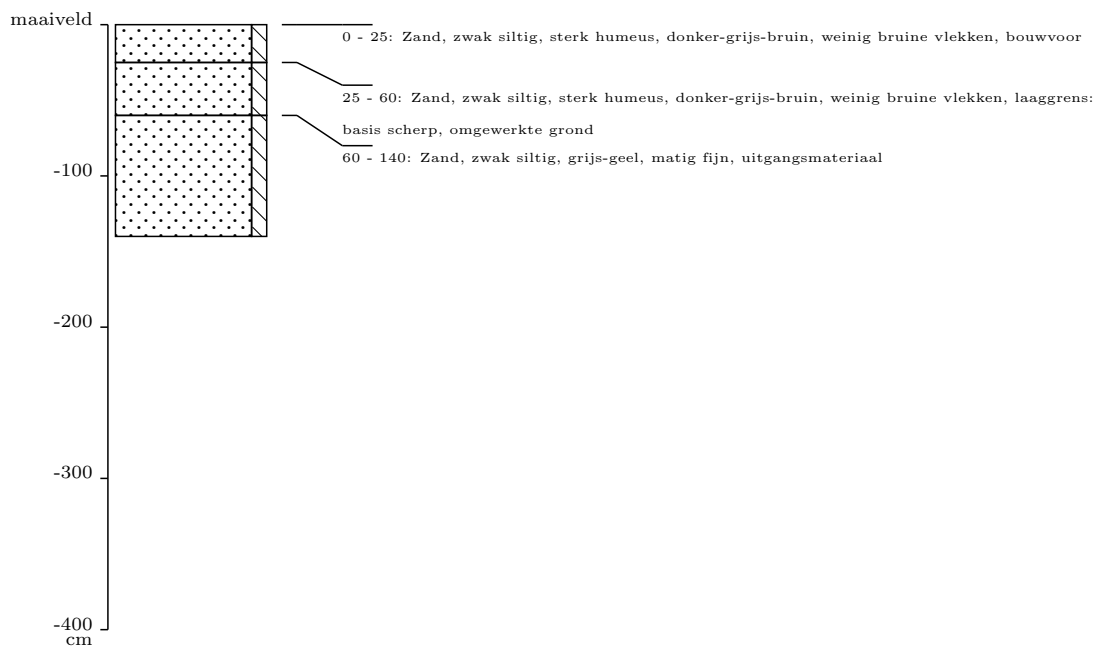 maaiveld
0 - 25: Zand, zwak siltig, sterk humeus, donker-grijs-bruin, weinig bruine vlekken, bouwvoor
25 - 60: Zand, zwak siltig, sterk humeus, donker-grijs-bruin, weinig bruine vlekken, laaggrens:
basis scherp, omgewerkte grond
60 - 140: Zand, zwak siltig, grijs-geel, matig fijn, uitgangsmateriaal
-100
-200
-300
-400
cm